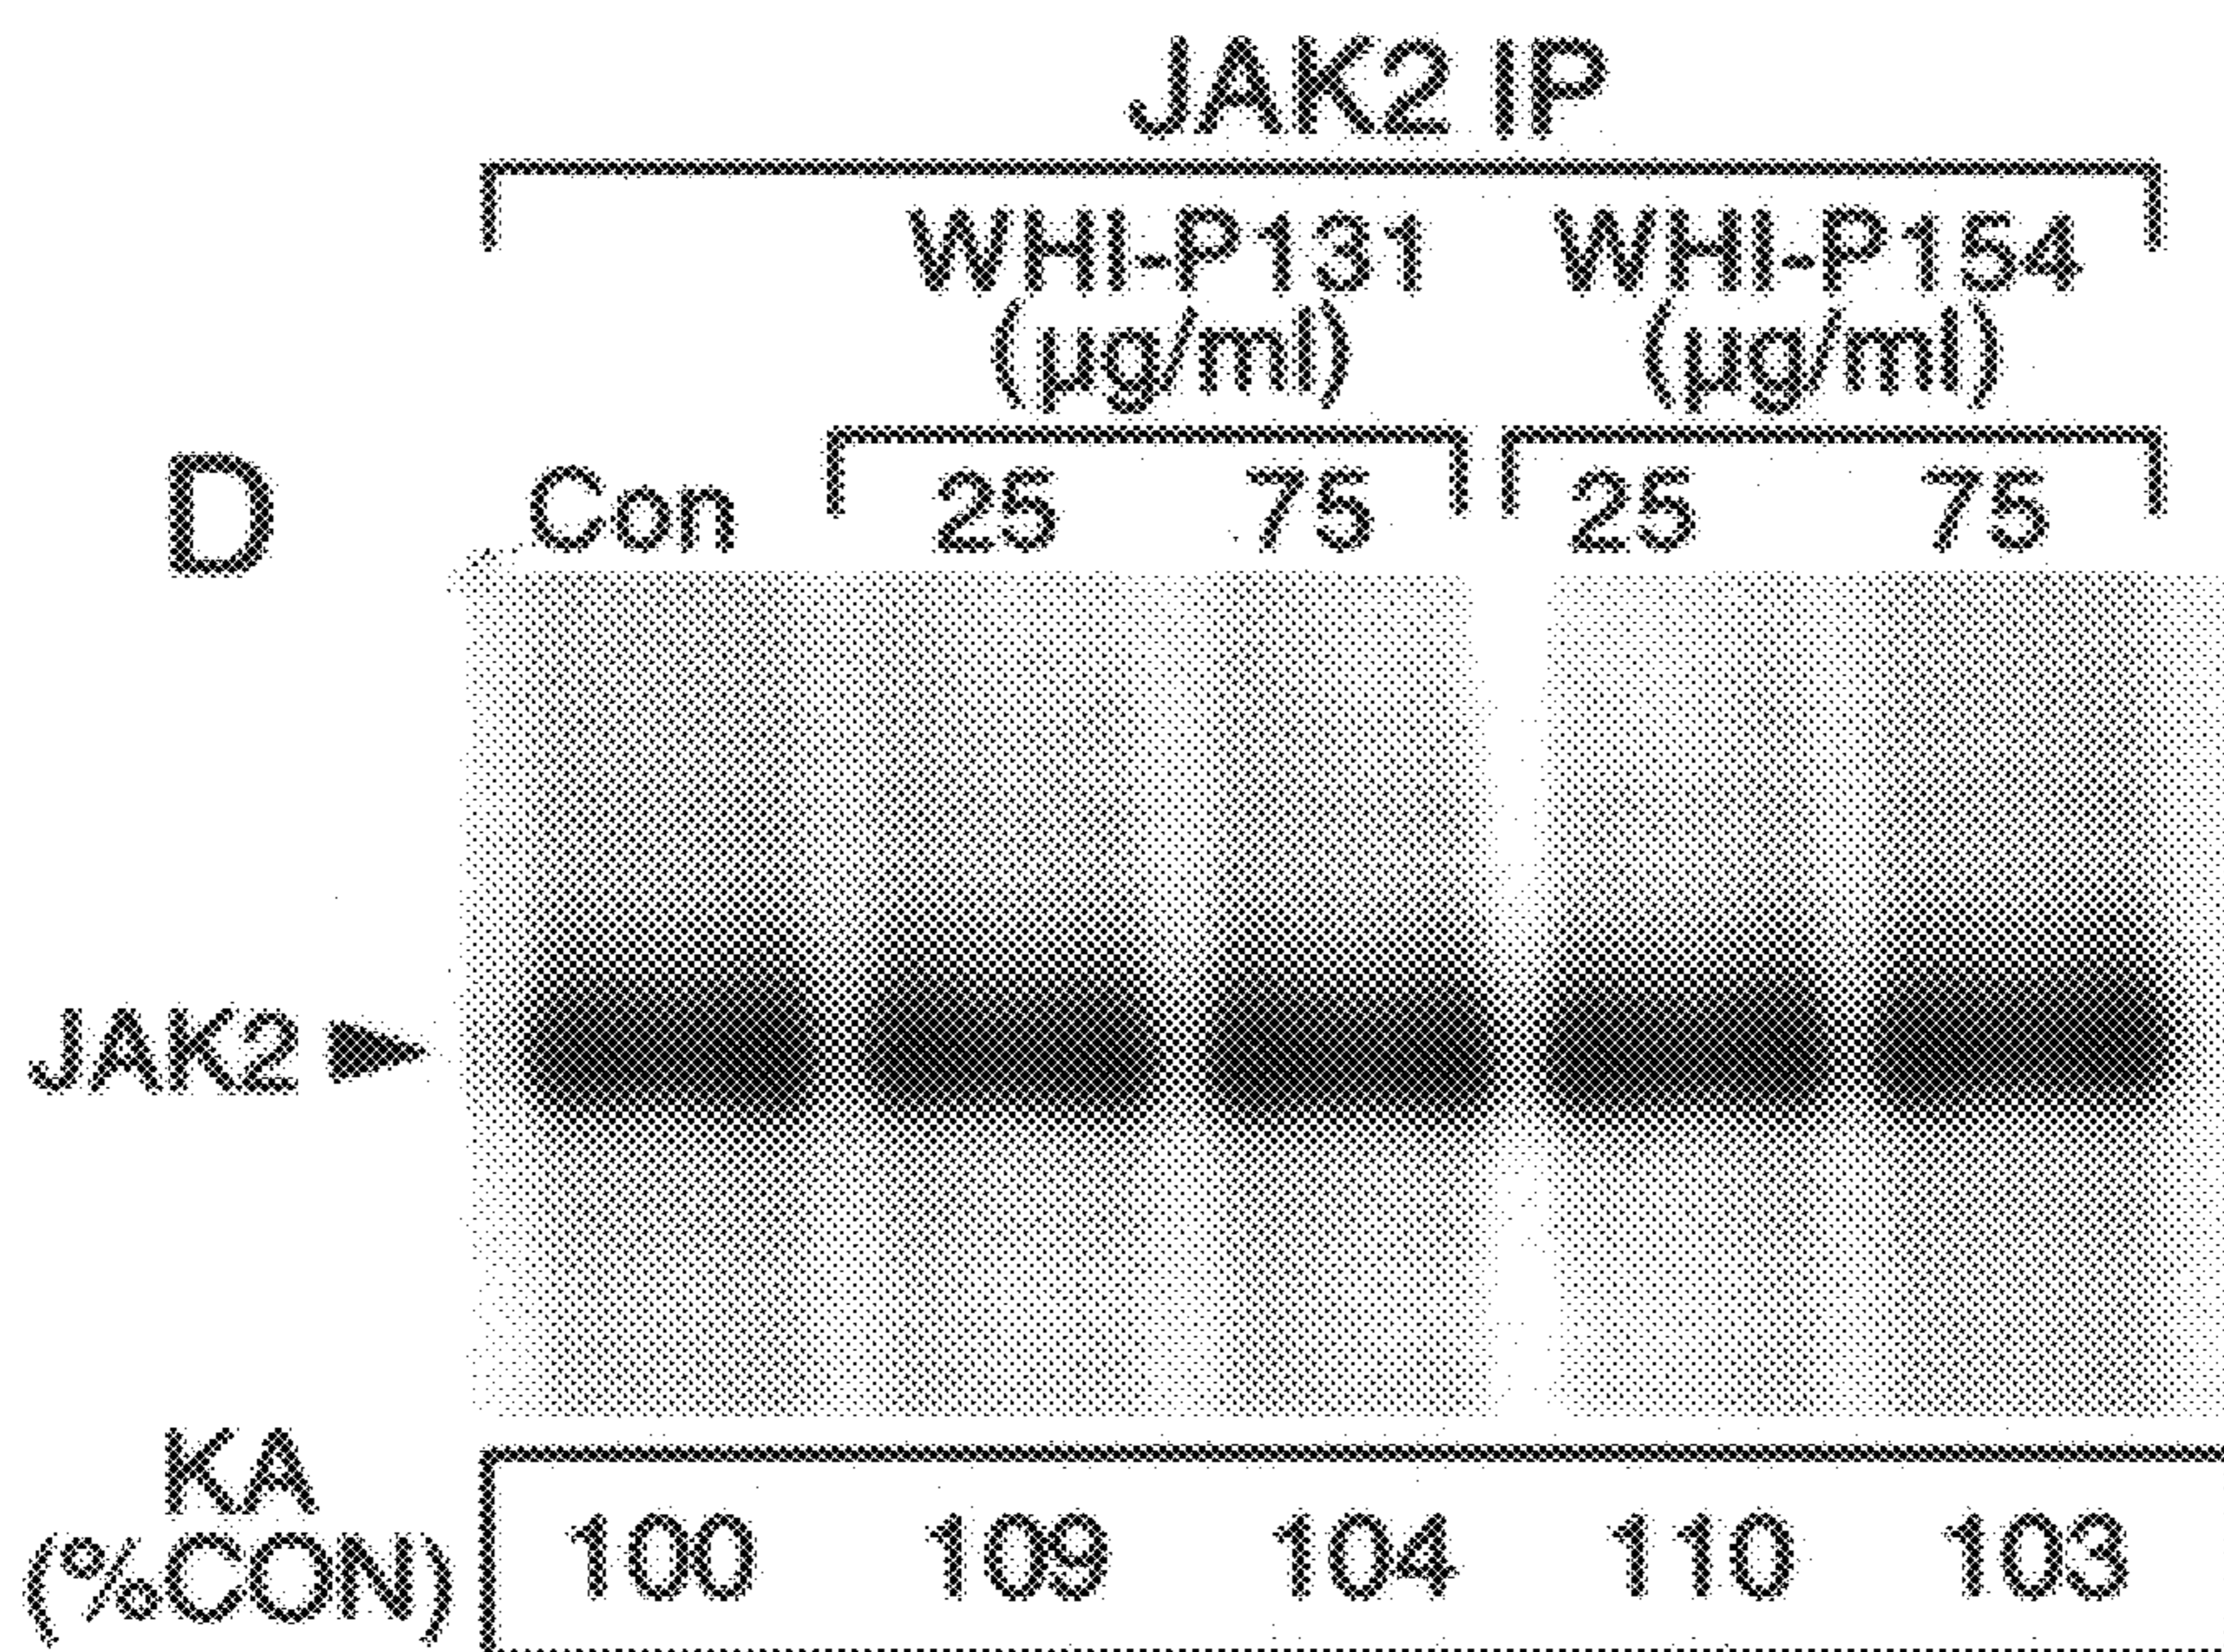 JAK2 IP
WHI-P131 WHI-P154
(µg/ml) (µg/ml)
D Con 25 75 25 75
JAK2
KA
(%CON) 100 109 104 110 103